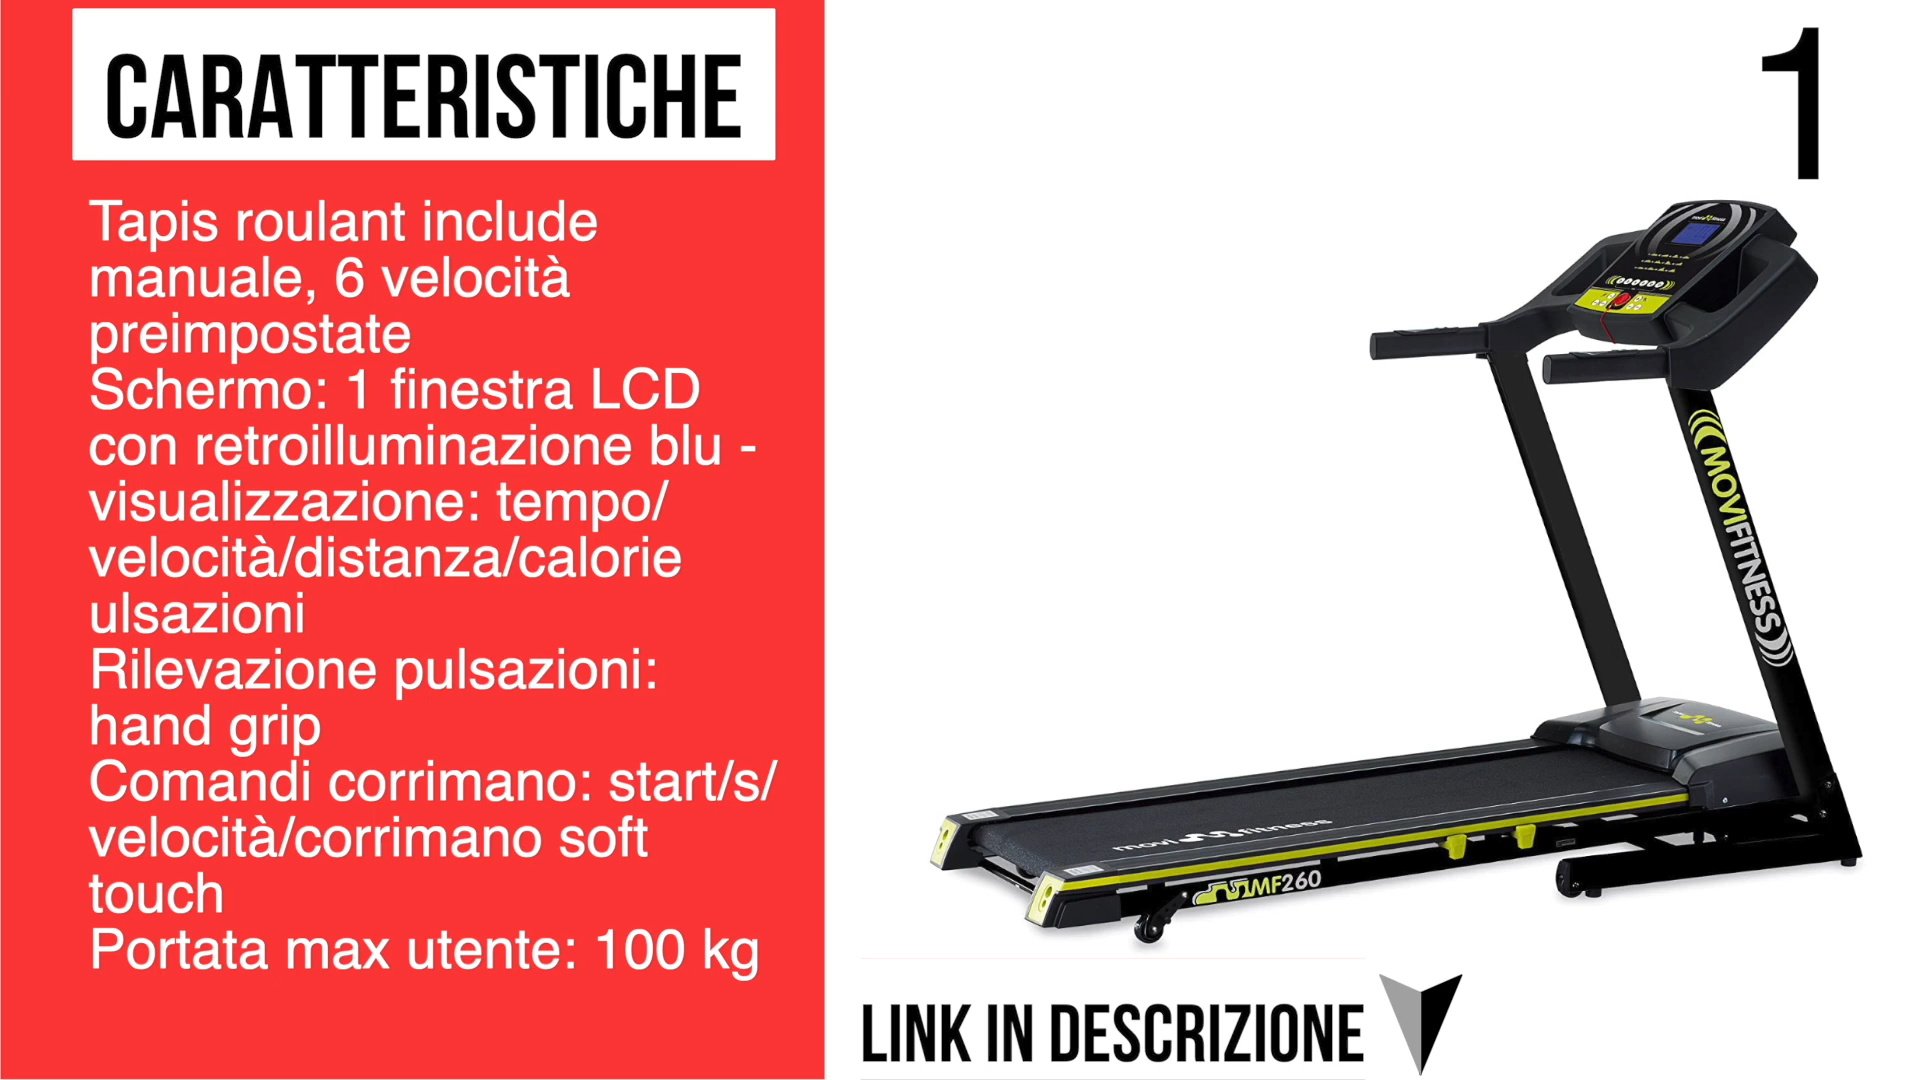 CARATTERISTICHE
Tapis roulant include
manuale, 6 velocità
preimpostate
Schermo: 1 finestra LCD
con retroilluminazione blu -
visualizzazione: tempo/
velocità/distanza/calorie
ulsazioni
Rilevazione pulsazioni:
hand grip
Comandi corrimano: start/s/
velocità/corrimano soft
touch
Portata max utente: 100 kg
1
MOVIFITNESS
movi fitness
MF260
LINK IN DESCRIZIONE